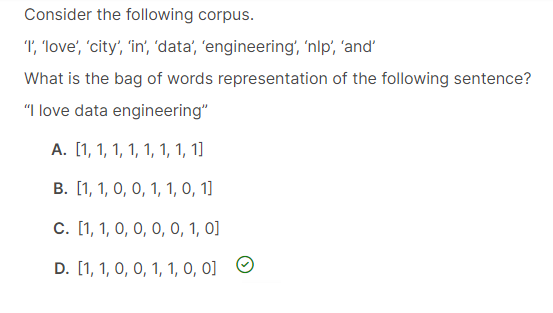 Consider the following corpus.
‘I’, ‘love’, ‘city’, ‘in’, ‘data’, ‘engineering’, ‘nlp’, ‘and’
What is the bag of words representation of the following sentence?
“I love data engineering”
A. [1, 1, 1, 1, 1, 1, 1, 1]
B. [1, 1, 0, 0, 1, 1, 0, 1]
C. [1, 1, 0, 0, 0, 0, 1, 0]
D. [1, 1, 0, 0, 1, 1, 0, 0]